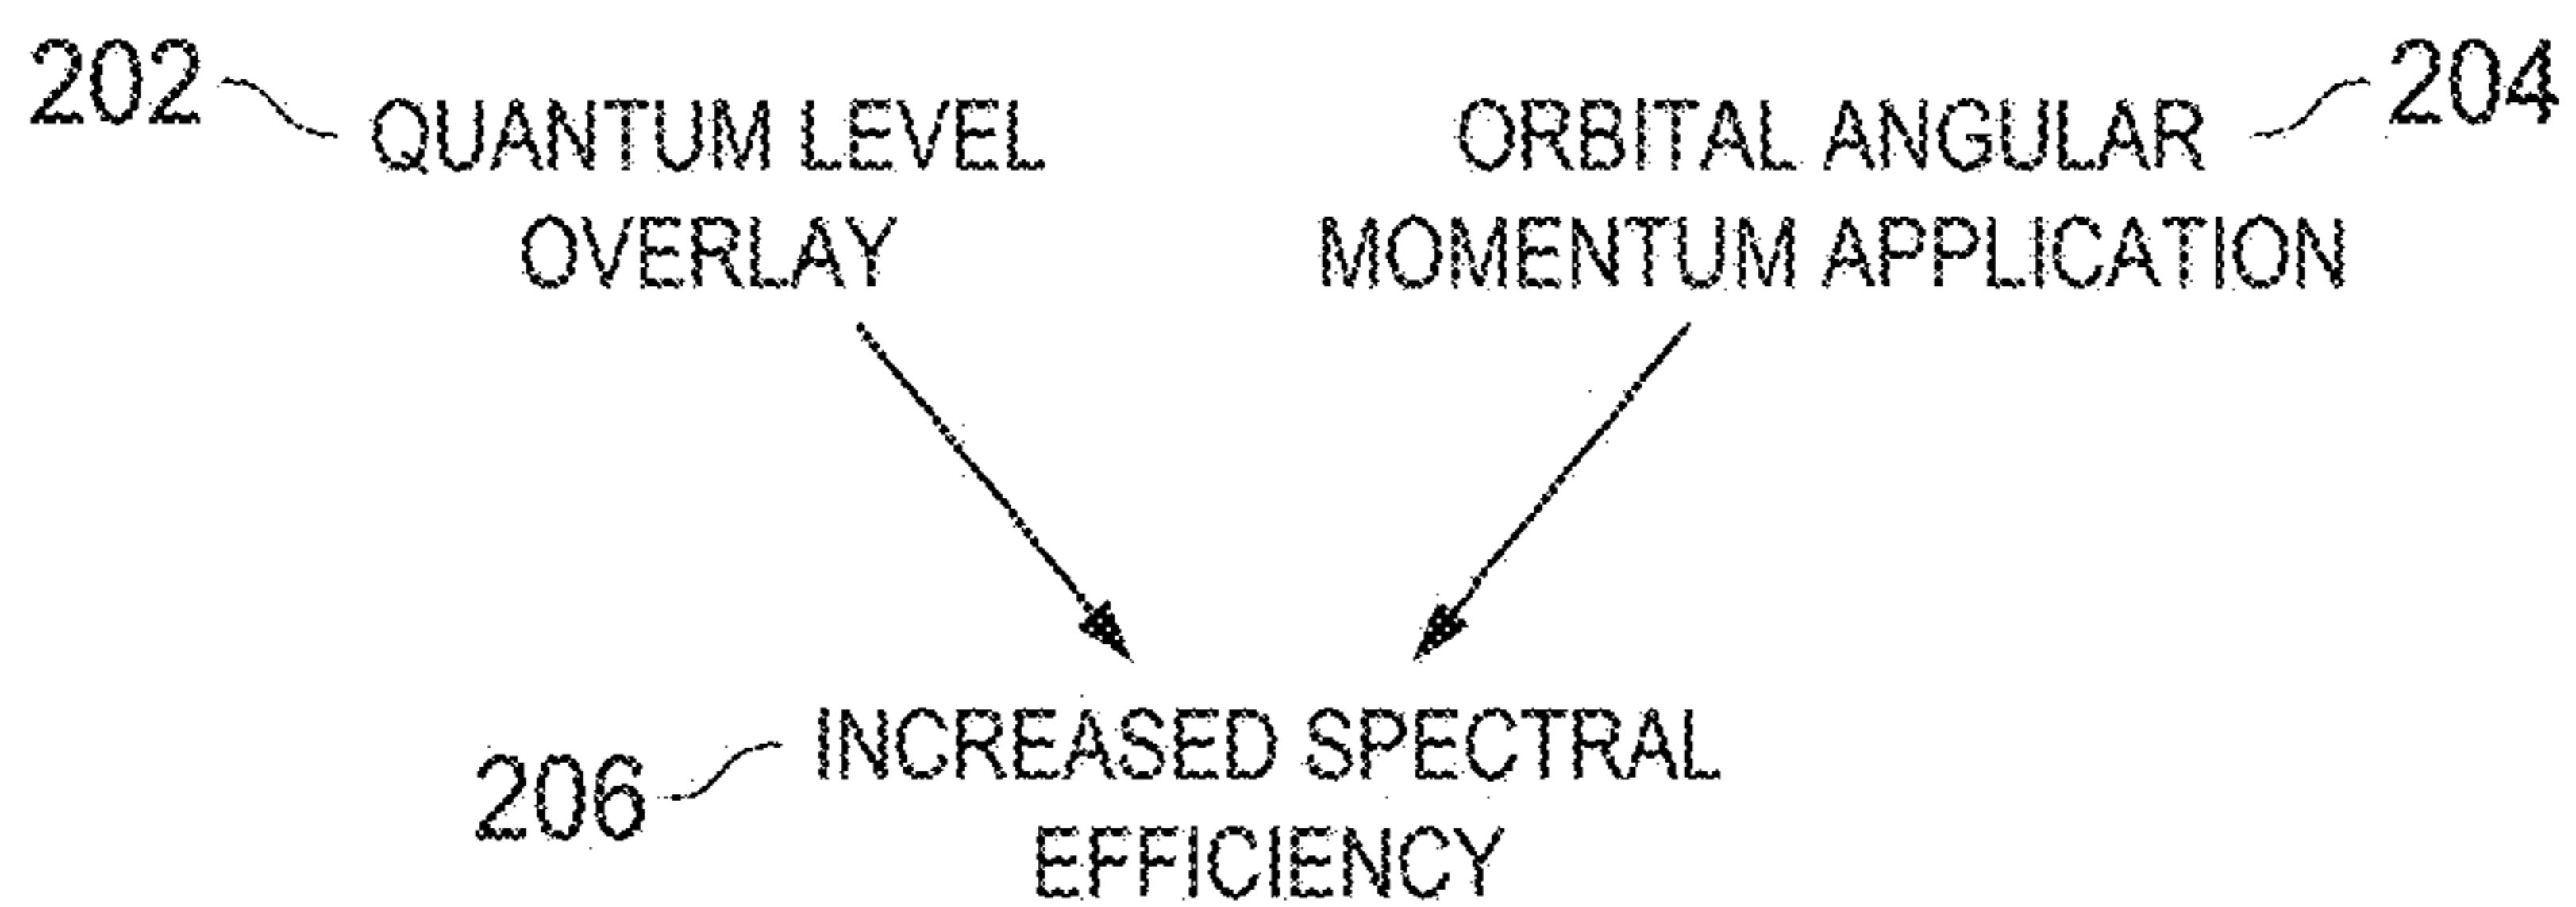 202
QUANTUM LEVEL
OVERLAY
ORBITAL ANGULAR
MOMENTUM APPLICATION
204
206
INCREASED SPECTRAL
EFFICIENCY